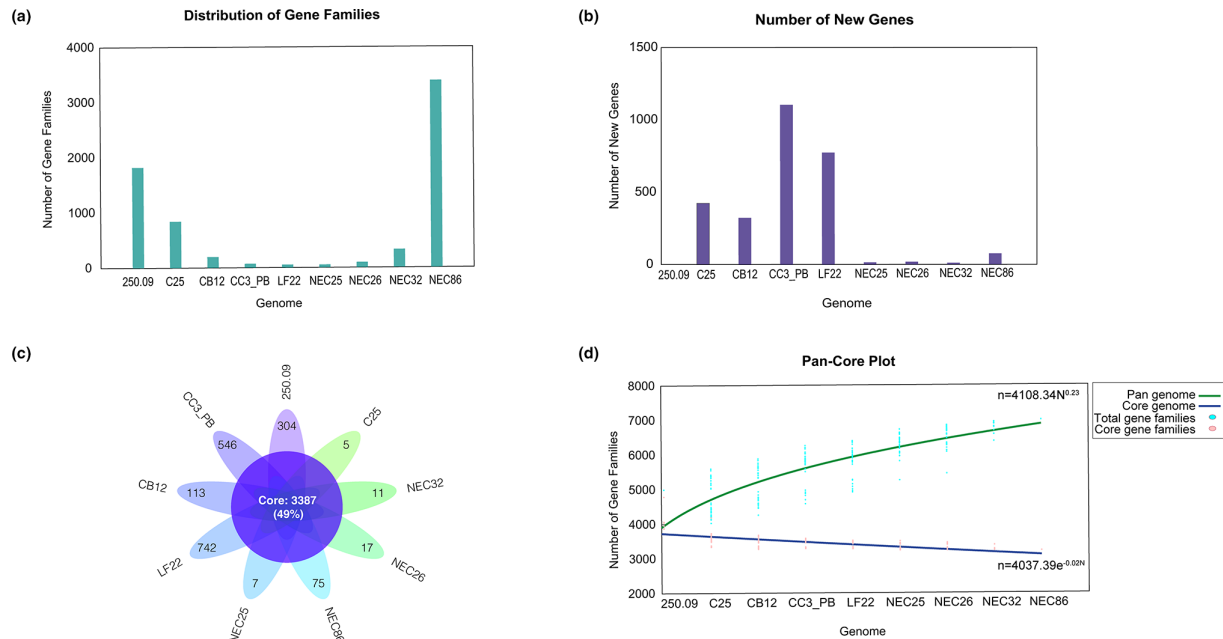 (a)
Distribution of Gene Families
Number of Gene Families
4000
3000
2000
1000
0
250.09 C25 CB12 CC3_PB LF22 NEC25 NEC26 NEC32 NEC86
Genome
(b)
Number of New Genes
Number of New Genes
1500
1000
500
0
250.09 C25 CB12 CC3_PB LF22 NEC25 NEC26 NEC32 NEC86
Genome
(c)
250.09
304
C25
5
NEC32
11
NEC26
17
NEC86
75
NEC25
7
LF22
742
CB12
113
CC3_PB
546
Core: 3387
(49%)
(d)
Pan-Core Plot
Number of Gene Families
8000
7000
6000
5000
4000
3000
2000
n=4108.34N^0.23
n=4037.39e^-0.02N
250.09 C25 CB12 CC3_PB LF22 NEC25 NEC26 NEC32 NEC86
Genome
Pan genome
Core genome
Total gene families
Core gene families